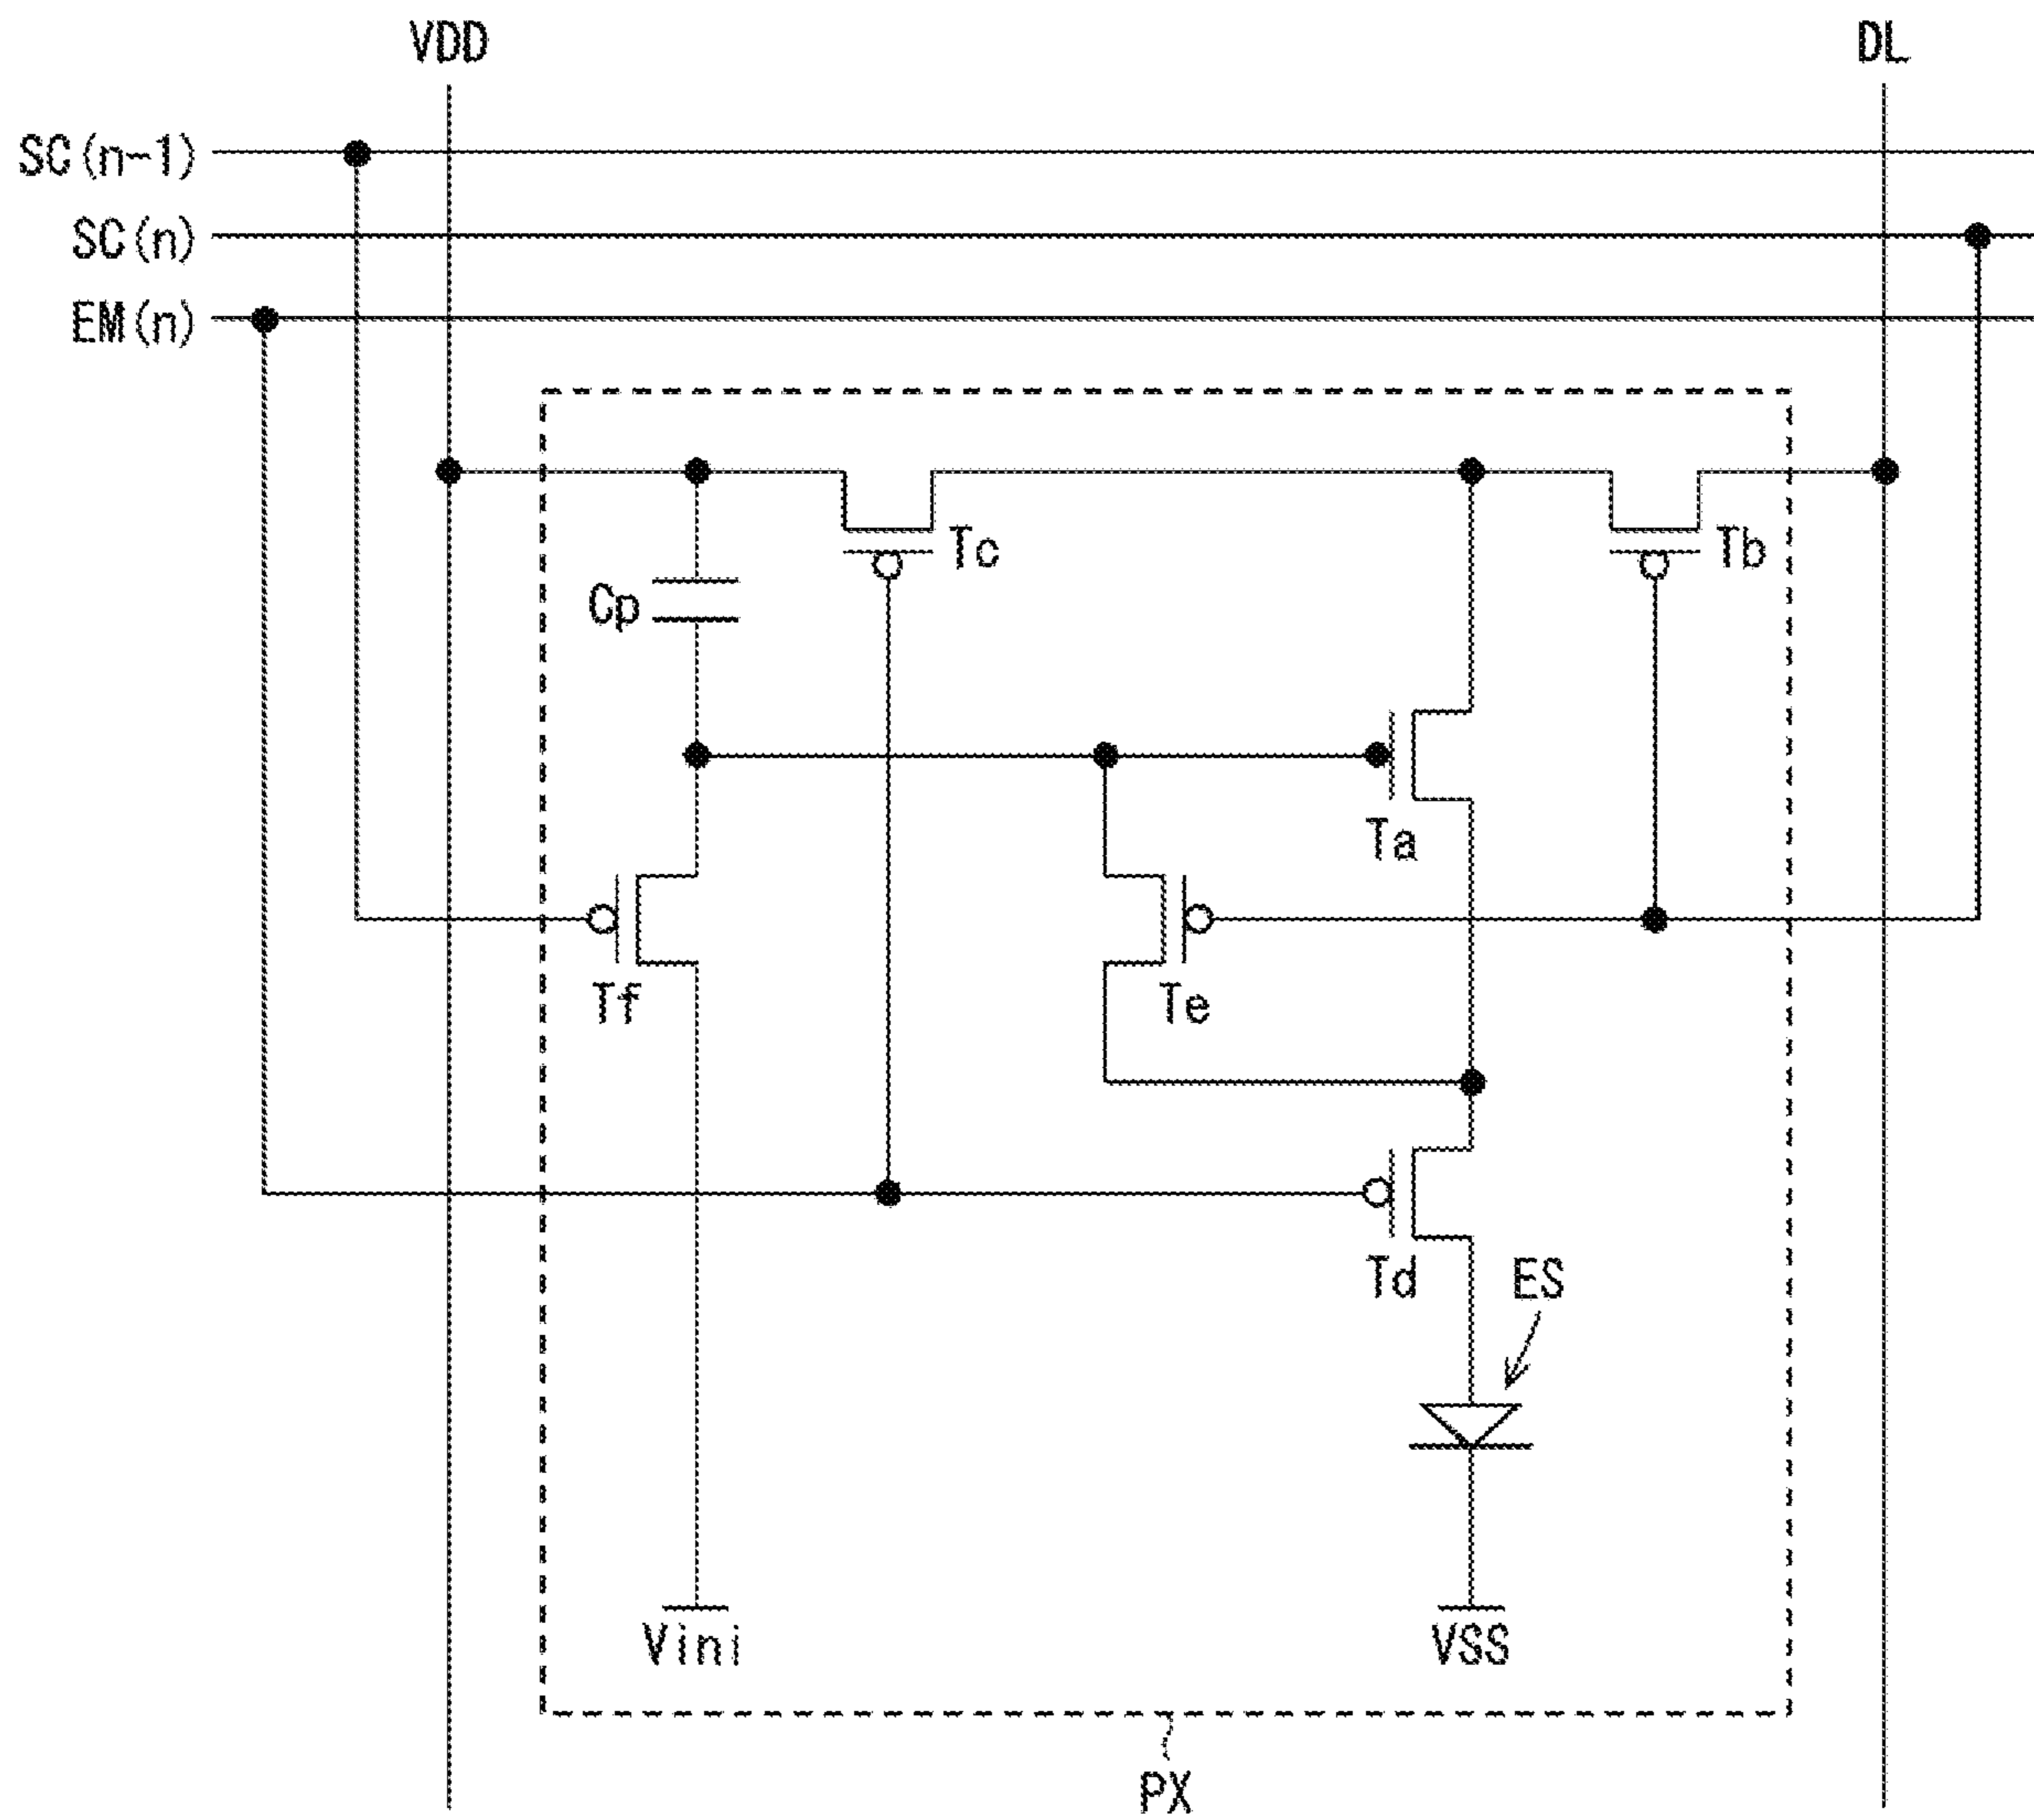 VDD
DL
SC(n-1)
SC(n)
EM(n)
Tc
Tb
Cp
Ta
Tf
Te
Td
ES
Vini
VSS
PX